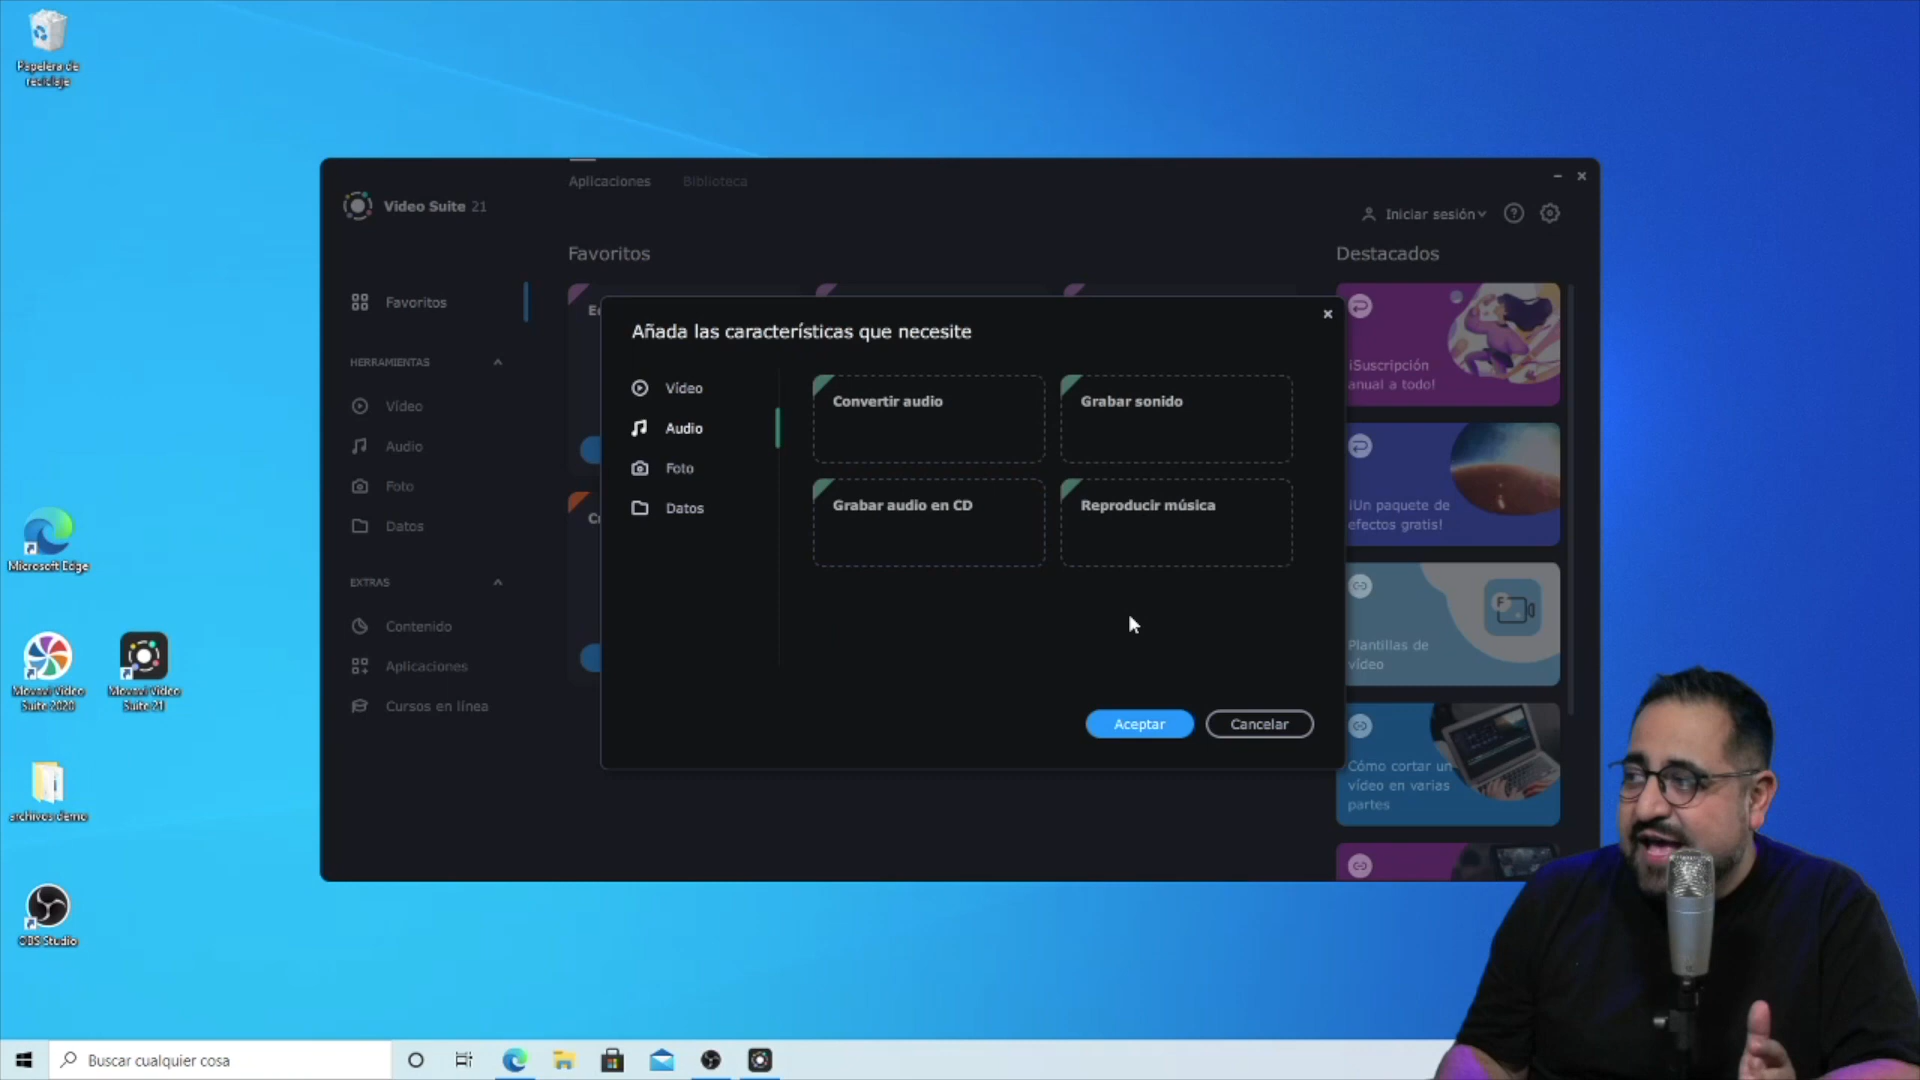 Papelera de
reciclaje
Microsoft Edge
Movavi Video
Suite 2020
Movavi Video
Suite 21
archivos demo
OBS Studio
Aplicaciones
Biblioteca
Video Suite 21
Iniciar sesión
Favoritos
Destacados
Favoritos
HERRAMIENTAS
Vídeo
Audio
Foto
Datos
EXTRAS
Contenido
Aplicaciones
Cursos en línea
Añada las características que necesite
Vídeo
Audio
Foto
Datos
Convertir audio
Grabar sonido
Grabar audio en CD
Reproducir música
Aceptar
Cancelar
¡Suscripción
anual a todo!
¡Un paquete de
efectos gratis!
Plantillas de
vídeo
Cómo cortar un
vídeo en varias
partes
Buscar cualquier cosa